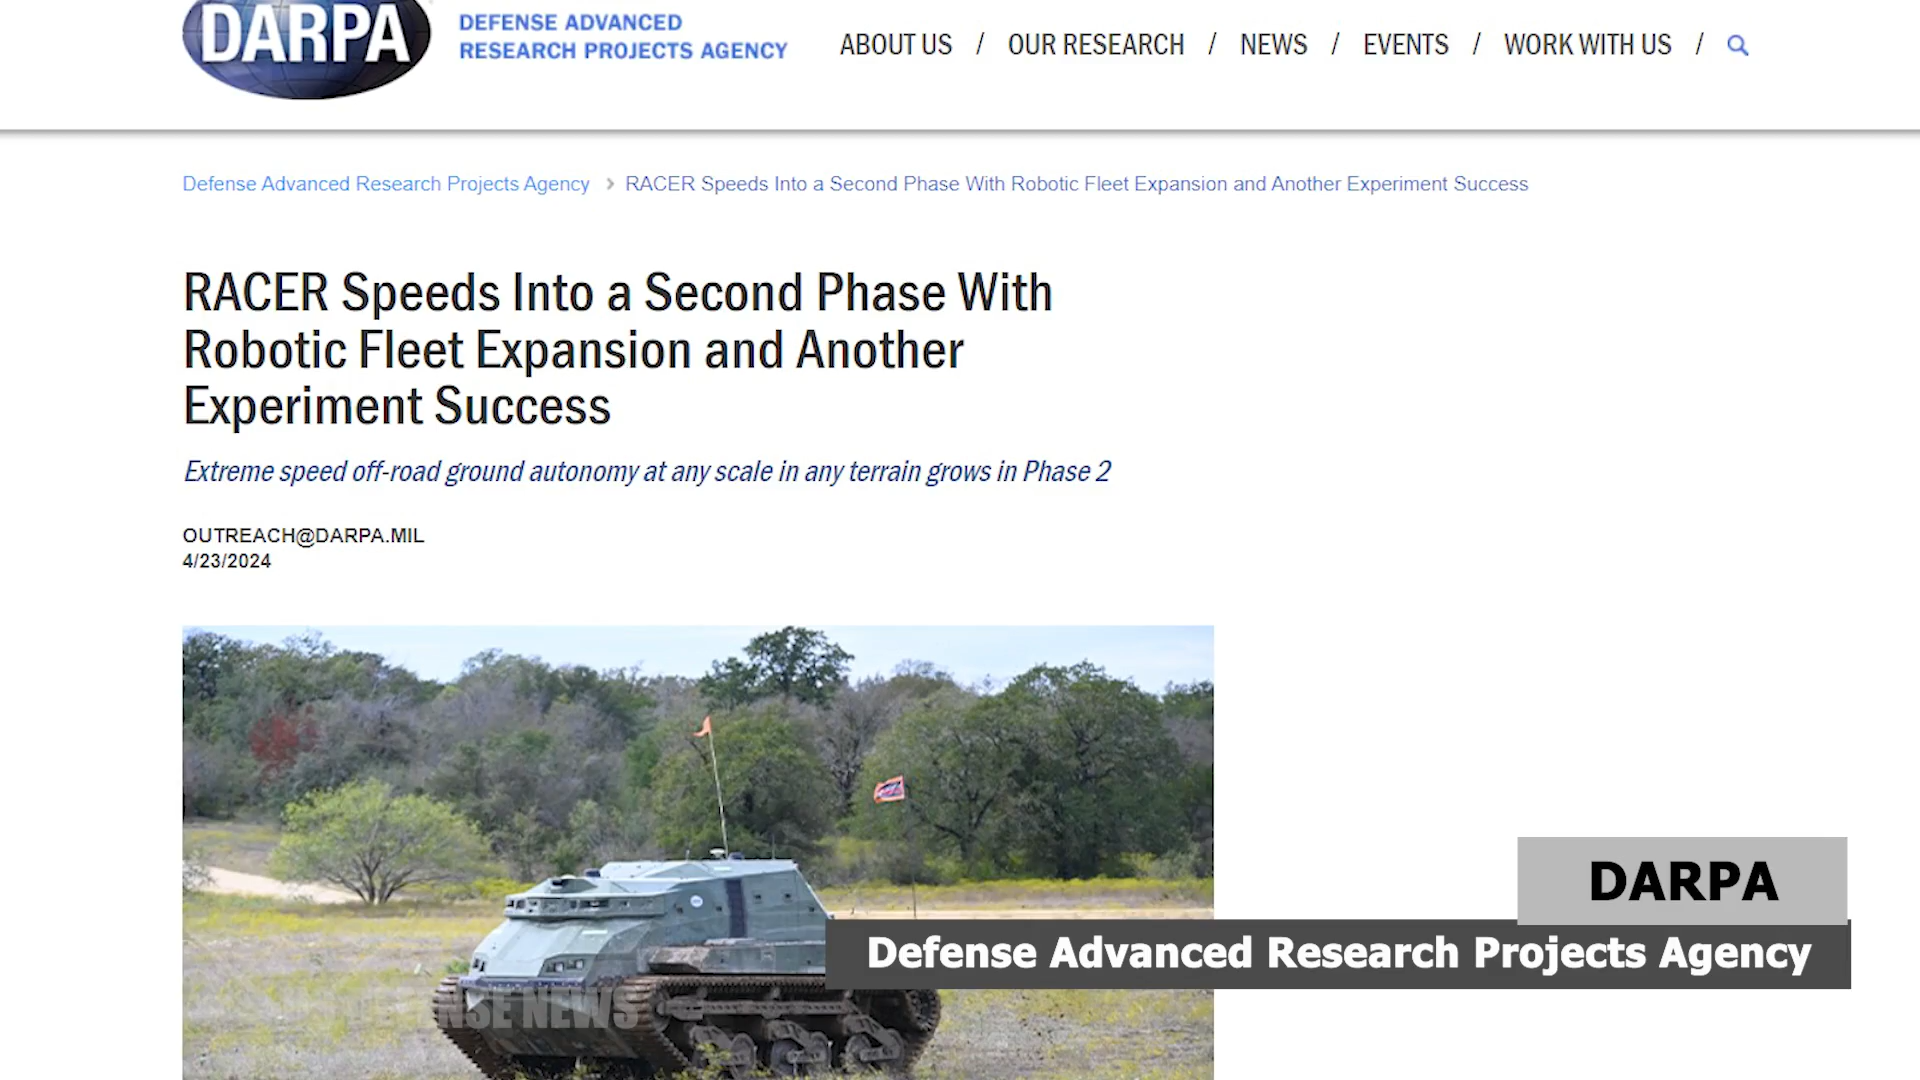 DARPA
DEFENSE ADVANCED
RESEARCH PROJECTS AGENCY
ABOUT US / OUR RESEARCH / NEWS / EVENTS / WORK WITH US /
Defense Advanced Research Projects Agency > RACER Speeds Into a Second Phase With Robotic Fleet Expansion and Another Experiment Success
RACER Speeds Into a Second Phase With
Robotic Fleet Expansion and Another
Experiment Success
Extreme speed off-road ground autonomy at any scale in any terrain grows in Phase 2
OUTREACH@DARPA.MIL
4/23/2024
DARPA
Defense Advanced Research Projects Agency
NEWS